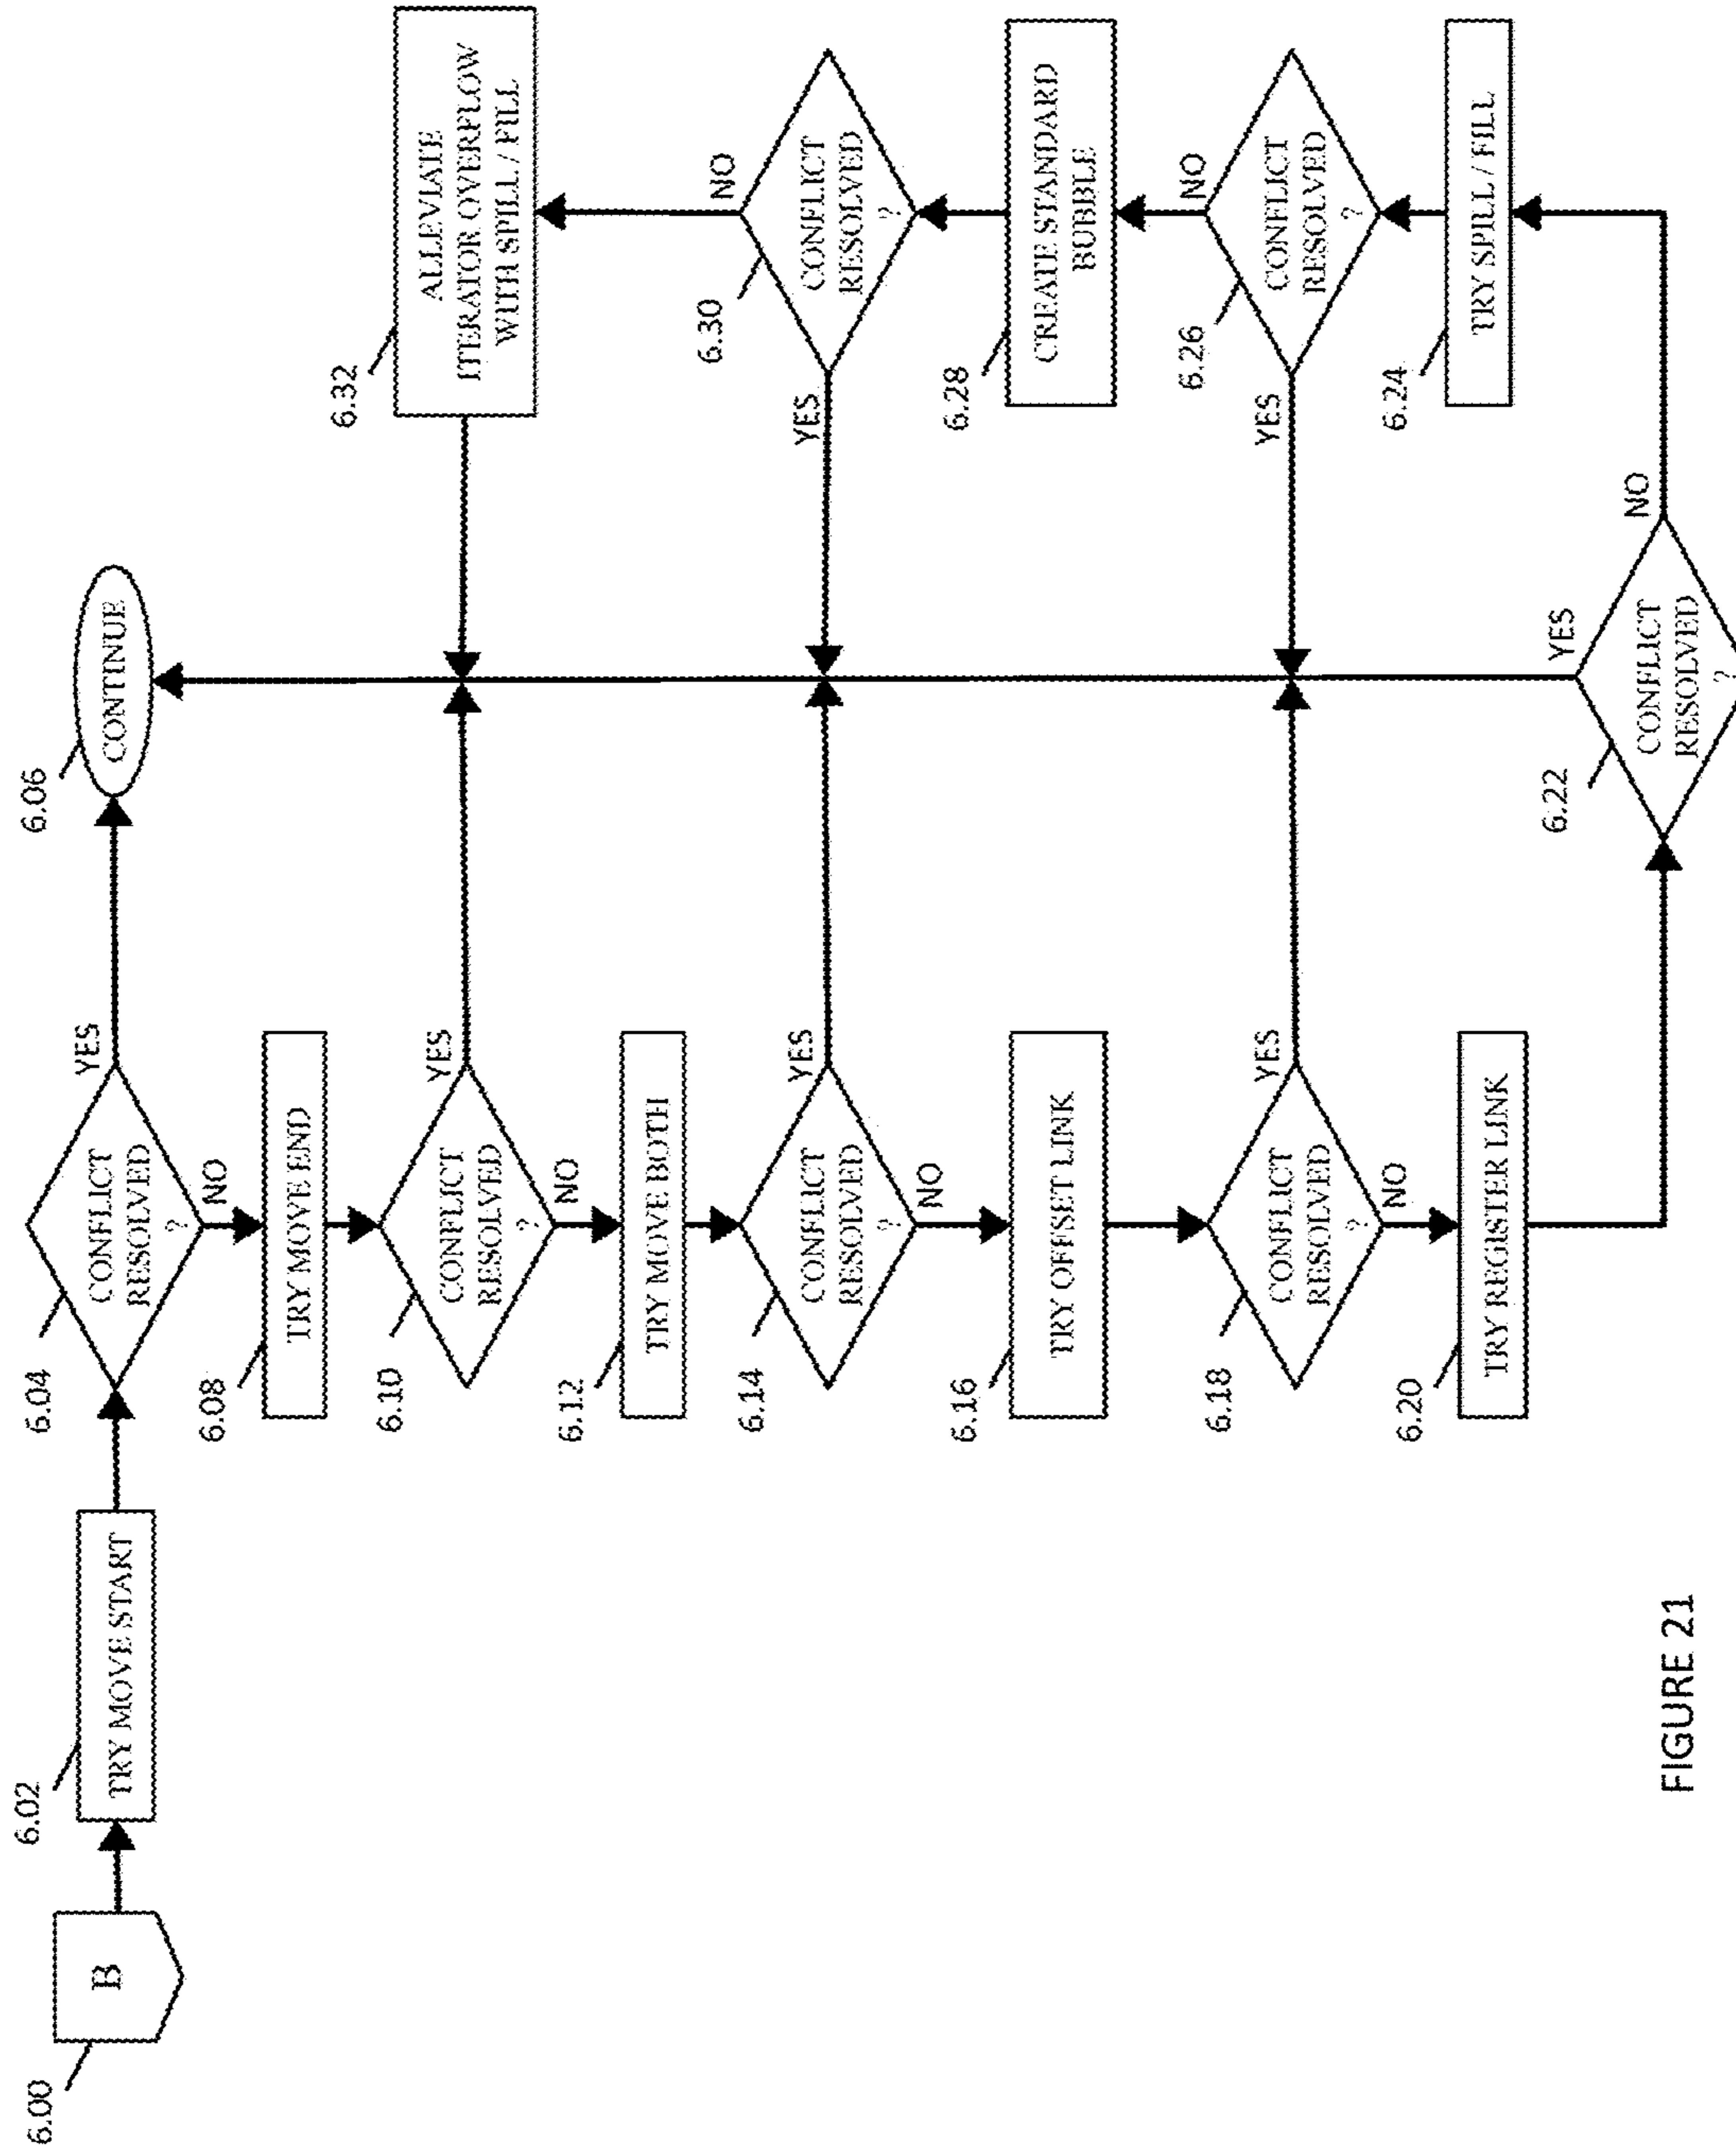 6.00
B
6.02
TRY MOVE START
6.04
CONFLICT
RESOLVED
?
YES
NO
6.06
CONTINUE
6.08
TRY MOVE END
6.10
CONFLICT
RESOLVED
?
YES
NO
6.12
TRY MOVE BOTH
6.14
CONFLICT
RESOLVED
?
YES
NO
6.16
TRY OFFSET LINK
6.18
CONFLICT
RESOLVED
?
YES
NO
6.20
TRY REGISTER LINK
6.22
CONFLICT
RESOLVED
?
YES
NO
6.24
TRY SPILL / FILL
6.26
CONFLICT
RESOLVED
?
YES
NO
6.28
CREATE STANDARD
BUBBLE
6.30
CONFLICT
RESOLVED
?
YES
NO
6.32
ALLEVIATE
ITERATOR OVERFLOW
WITH SPILL / FILL
FIGURE 21